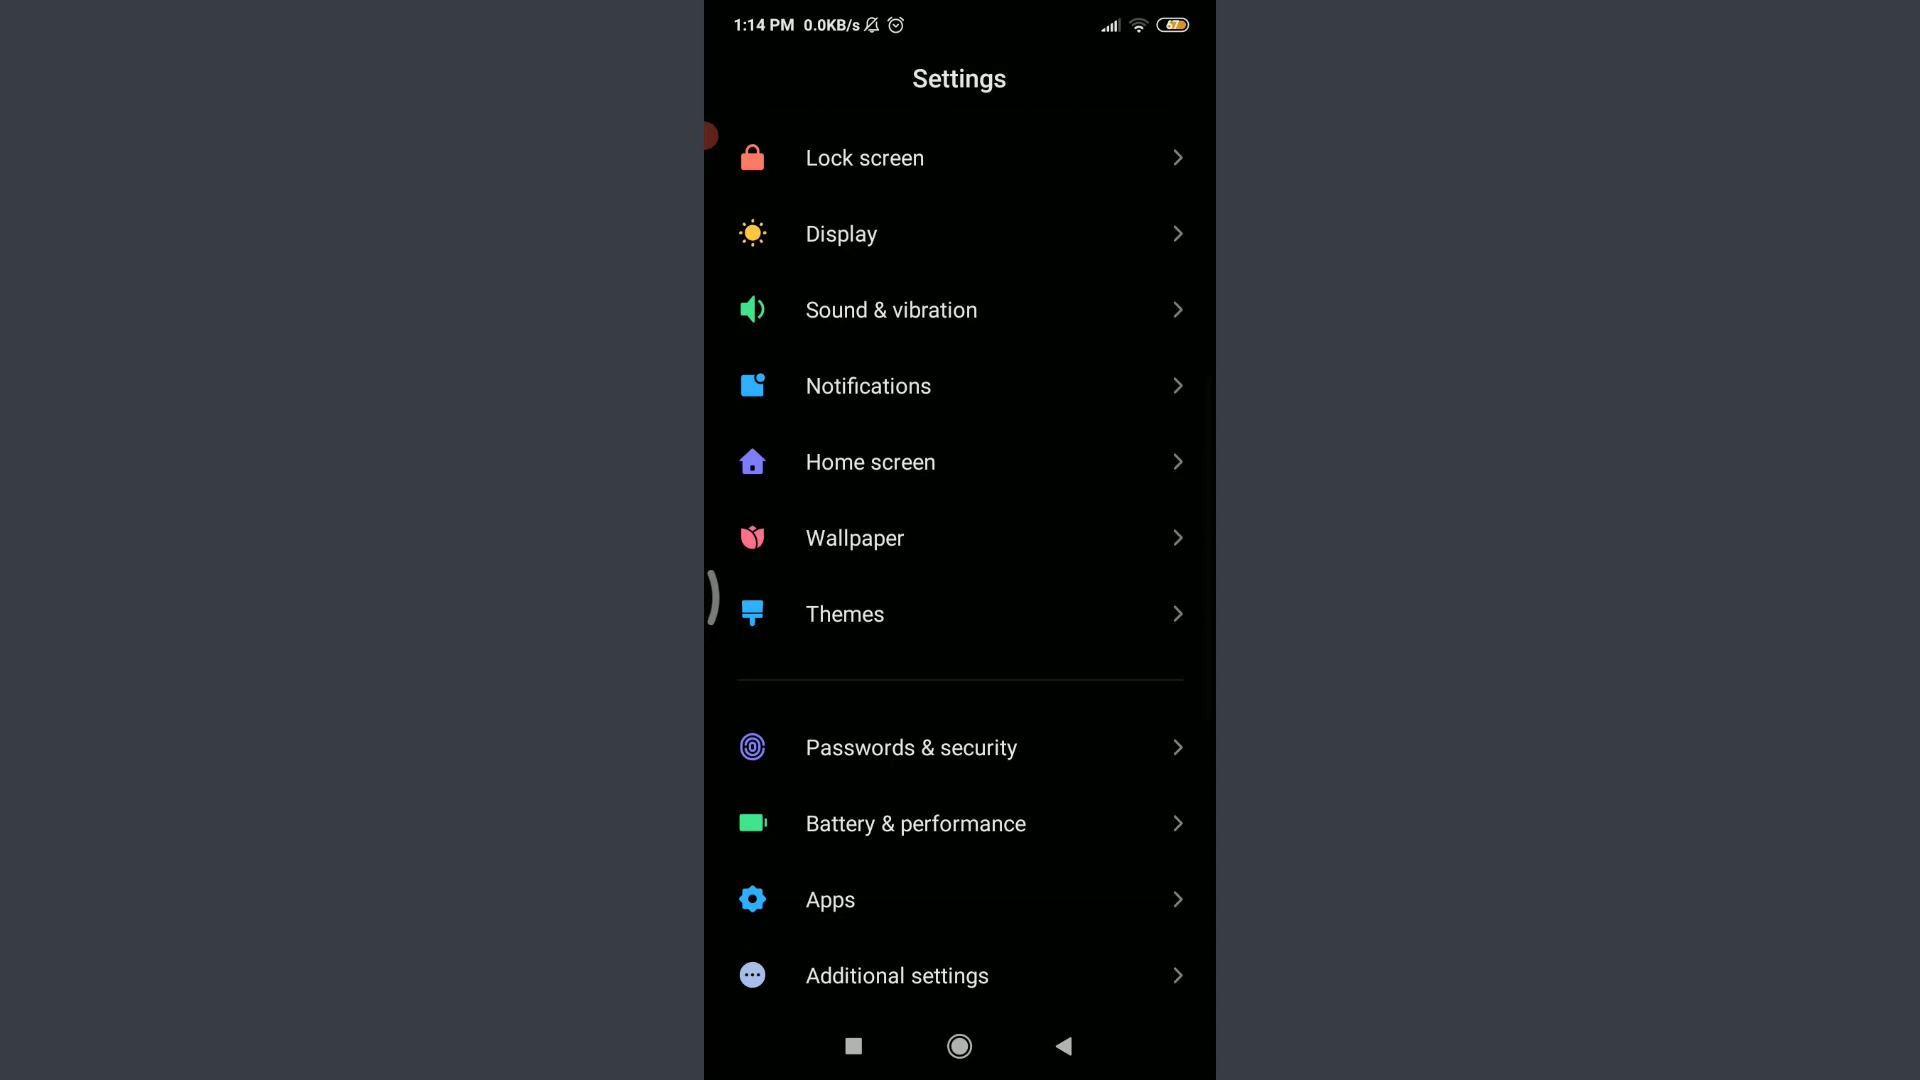 1:14 PM 0.0KB/s 67
Settings
Lock screen
Display
Sound & vibration
Notifications
Home screen
Wallpaper
Themes
Passwords & security
Battery & performance
Apps
Additional settings